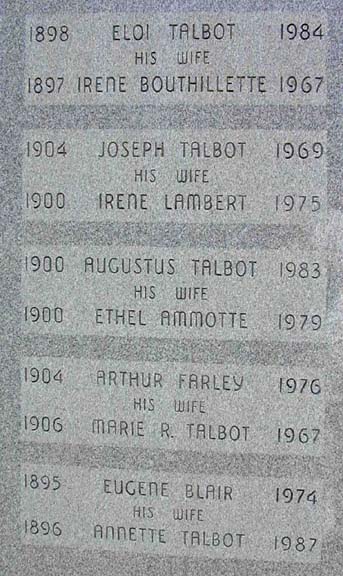 1898 ELOI TALBOT 1984
HIS WIFE
1897 IRENE BOUTHILLETTE 1967
1904 JOSEPH TALBOT 1969
HIS WIFE
1900 IRENE LAMBERT 1975
1900 AUGUSTUS TALBOT 1983
HIS WIFE
1900 ETHEL AMMOTTE 1979
1904 ARTHUR FARLEY 1976
HIS WIFE
1906 MARIE R. TALBOT 1967
1895 EUGENE BLAIR 1974
HIS WIFE
1896 ANNETTE TALBOT 1987